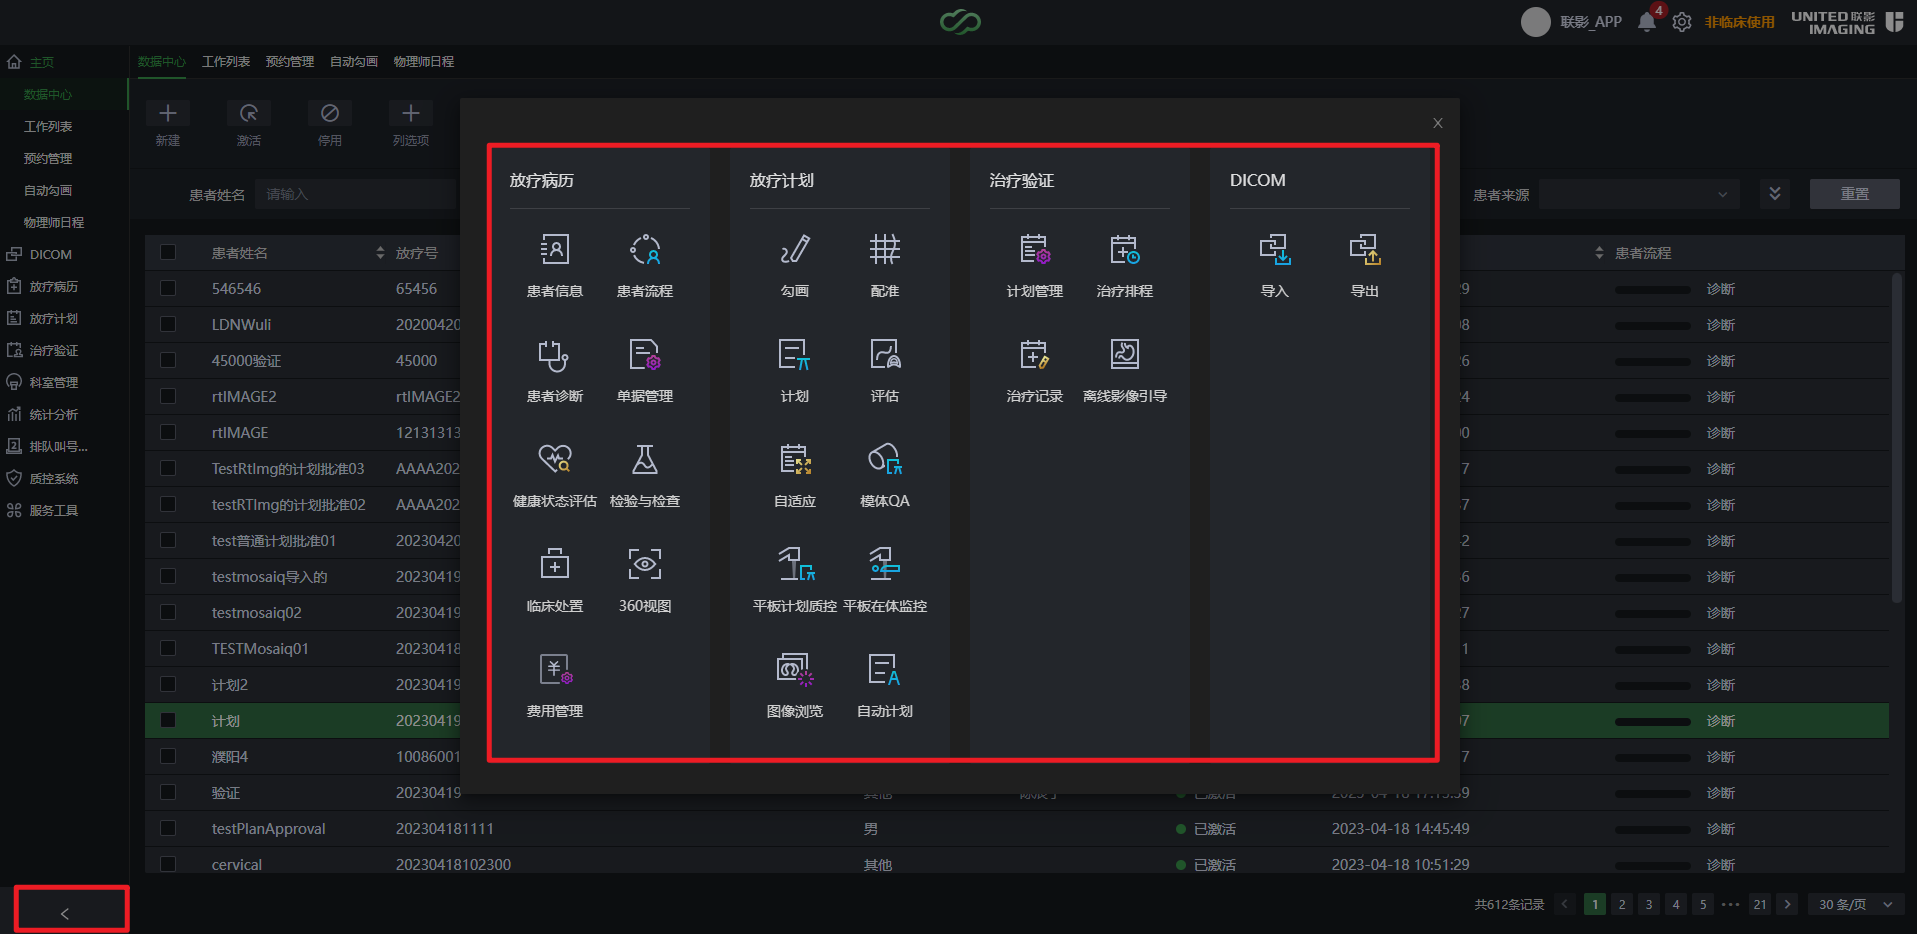 联影_APP
4
非临床使用
UNITED 联影
IMAGING
主页
数据中心
工作列表
预约管理
自动勾画
物理师日程
DICOM
放疗病历
放疗计划
治疗验证
科室管理
统计分析
排队叫号...
质控系统
服务工具
数据中心 工作列表 预约管理 自动勾画 物理师日程
新建 激活 停用 列选项
患者姓名 请输入
患者来源 重置
X
放疗病历
患者信息 患者流程
患者诊断 单据管理
健康状态评估 检验与检查
临床处置 360视图
费用管理
放疗计划
勾画 配准
计划 评估
自适应 模体QA
平板计划质控 平板在体监控
图像浏览 自动计划
治疗验证
计划管理 治疗排程
治疗记录 离线影像引导
DICOM
导入 导出
患者姓名 放疗号 患者流程
546546 65456 29 诊断
LDNWuli 20200420 08 诊断
45000验证 45000 26 诊断
rtIMAGE2 rtIMAGE2 24 诊断
rtIMAGE 12131313 00 诊断
TestRtImg的计划批准03 AAAA202 7 诊断
testRTImg的计划批准02 AAAA202 7 诊断
test普通计划批准01 20230420 2 诊断
testmosaiq导入的 20230419 6 诊断
testmosaiq02 20230419 27 诊断
TESTMosaiq01 20230418 1 诊断
计划2 20230419 8 诊断
计划 20230419 07 诊断
濮阳4 10086001 7 诊断
验证 20230419 其他 已激活 2023-04-18 17:15:59 诊断
testPlanApproval 202304181111 男 已激活 2023-04-18 14:45:49 诊断
cervical 20230418102300 其他 已激活 2023-04-18 10:51:29 诊断
共612条记录 < 1 2 3 4 5 ••• 21 > 30 条/页